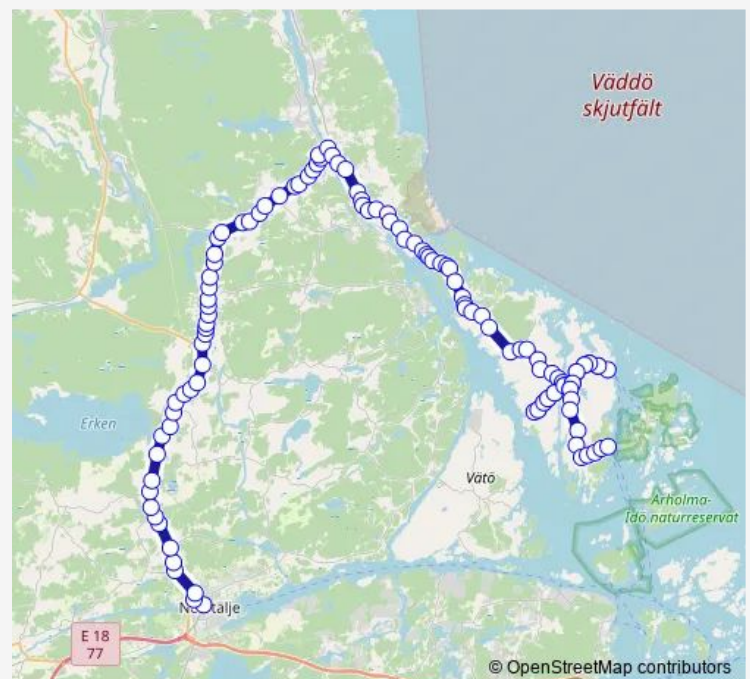 Väddö
skjutfält
Erken
Vätö
Arholma-
Idö naturreservat
E 18
77
© OpenStreetMap contributors